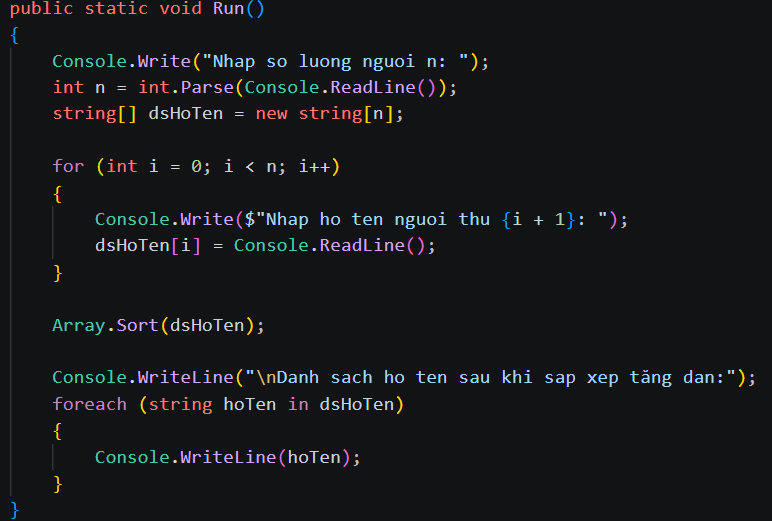 public static void Run()
{
    Console.Write("Nhap so luong nguoi n: ");
    int n = int.Parse(Console.ReadLine());
    string[] dsHoTen = new string[n];

    for (int i = 0; i < n; i++)
    {
        Console.Write($"Nhap ho ten nguoi thu {i + 1}: ");
        dsHoTen[i] = Console.ReadLine();
    }

    Array.Sort(dsHoTen);

    Console.WriteLine("\nDanh sach ho ten sau khi sap xep tăng dan:");
    foreach (string hoTen in dsHoTen)
    {
        Console.WriteLine(hoTen);
    }
}